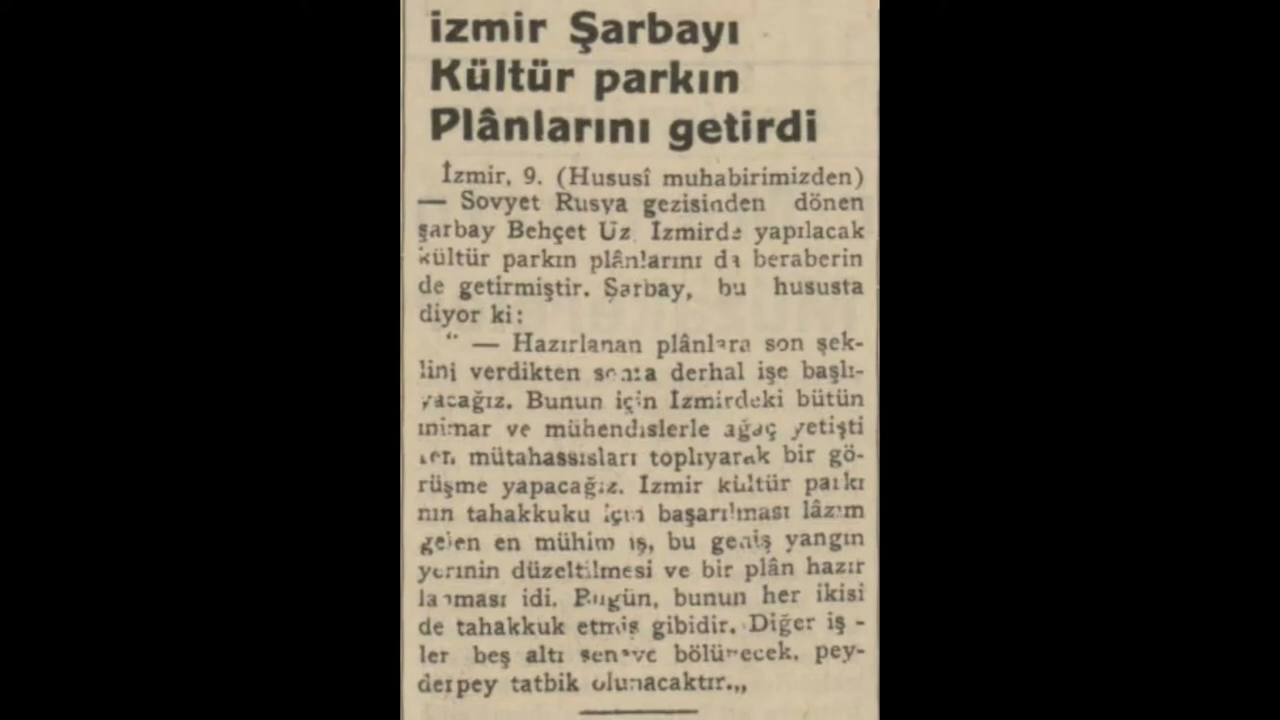 izmir Şarbayı
Kültür parkın
Plânlarını getirdi
İzmir, 9. (Hususî muhabirimizden)
— Sovyet Rusya gezisinden dönen
şarbay Behçet Uz İzmirde yapılacak
kültür parkın plânlarını da beraberin
de getirmiştir. Şarbay, bu hususta
diyor ki:
“ — Hazırlanan plânlara son şek-
lini verdikten sonra derhal işe başlı-
yacağız. Bunun için İzmirdeki bütün
mimar ve mühendislerle ağaç yetişti
ren mütahassısları toplıyarak bir gö-
rüşme yapacağız. İzmir kültür parkı
nın tahakkuku için başarılması lâzım
gelen en mühim iş, bu geniş yangın
yerinin düzeltilmesi ve bir plân hazır
lanması idi. Bugün, bunun her ikisi
de tahakkuk etmiş gibidir. Diğer iş -
ler beş altı seneye bölünecek, pey-
derpey tatbik olunacaktır.„